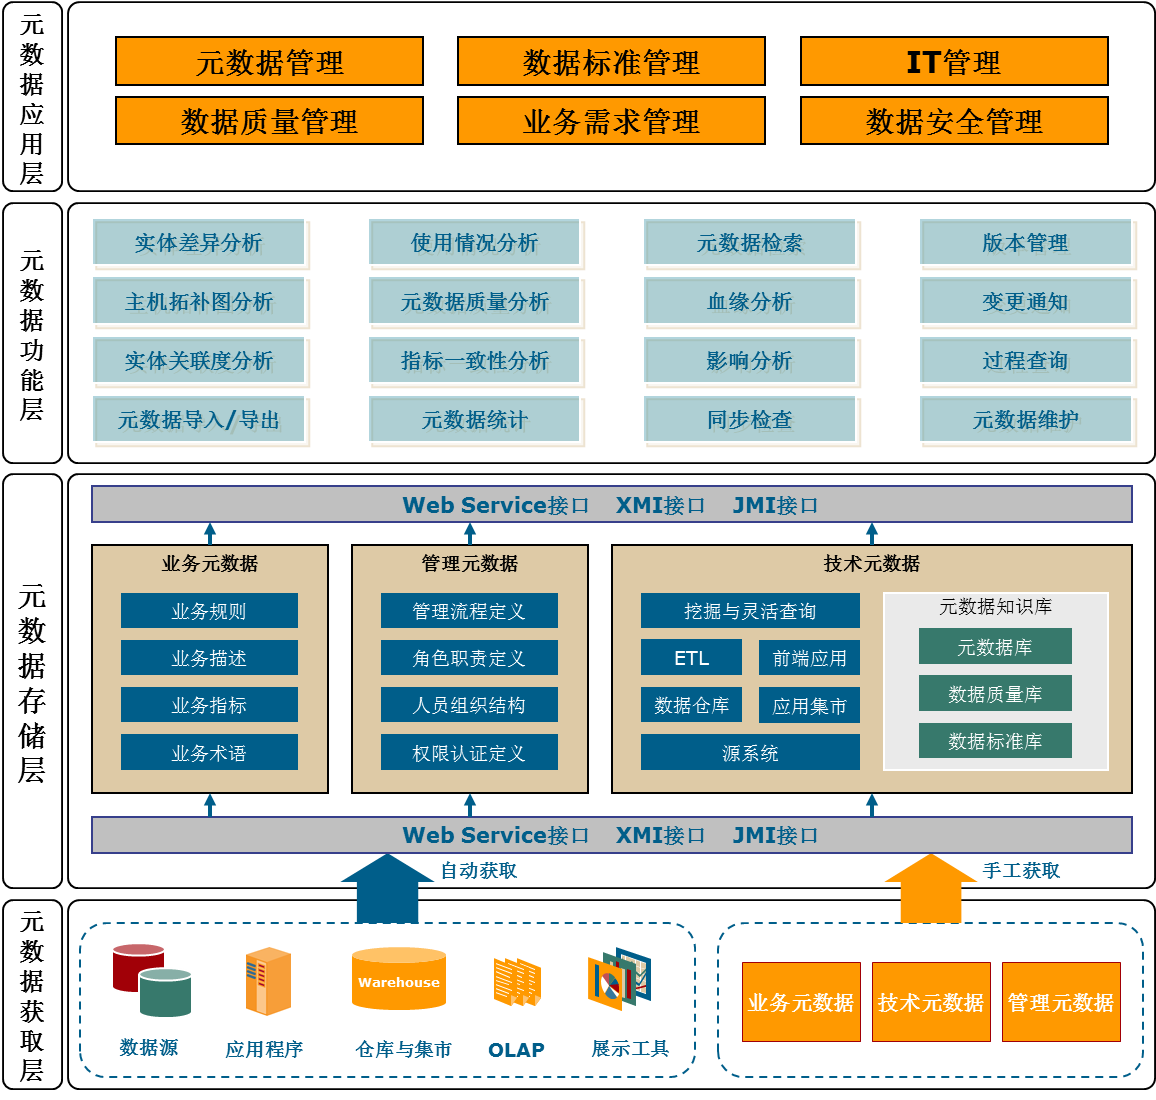 元数据应用层
元数据管理
数据标准管理
IT管理
数据质量管理
业务需求管理
数据安全管理
元数据功能层
实体差异分析
使用情况分析
元数据检索
版本管理
主机拓补图分析
元数据质量分析
血缘分析
变更通知
实体关联度分析
指标一致性分析
影响分析
过程查询
元数据导入/导出
元数据统计
同步检查
元数据维护
元数据存储层
Web Service接口 XMI接口 JMI接口
业务元数据
业务规则
业务描述
业务指标
业务术语
管理元数据
管理流程定义
角色职责定义
人员组织结构
权限认证定义
技术元数据
挖掘与灵活查询
ETL
前端应用
数据仓库
应用集市
源系统
元数据知识库
元数据库
数据质量库
数据标准库
Web Service接口 XMI接口 JMI接口
自动获取
手工获取
元数据获取层
Warehouse
数据源
应用程序
仓库与集市
OLAP
展示工具
业务元数据
技术元数据
管理元数据